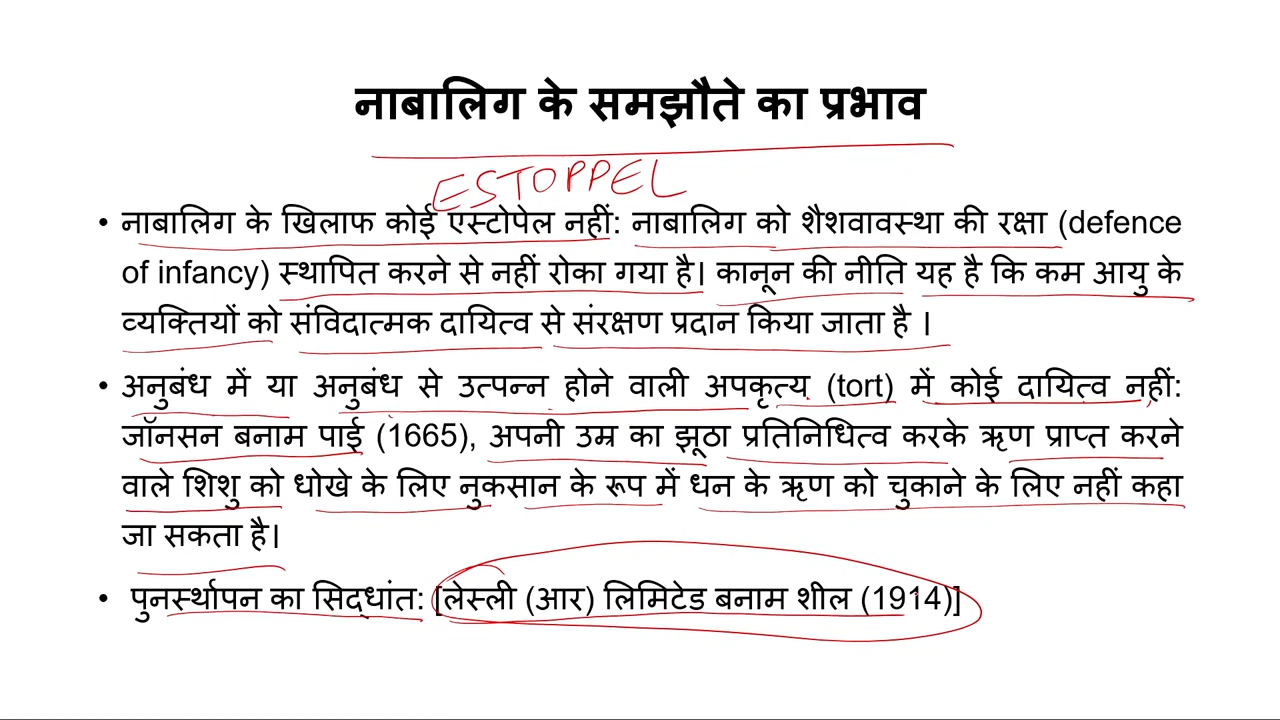 नाबालिग के समझौते का प्रभाव
ESTOPPEL
• नाबालिग के खिलाफ कोई एस्टोपेल नहीं: नाबालिग को शैशवावस्था की रक्षा (defence
of infancy) स्थापित करने से नहीं रोका गया है। कानून की नीति यह है कि कम आयु के
व्यक्तियों को संविदात्मक दायित्व से संरक्षण प्रदान किया जाता है ।
• अनुबंध में या अनुबंध से उत्पन्न होने वाली अपकृत्य (tort) में कोई दायित्व नहीं:
जॉनसन बनाम पाई (1665), अपनी उम्र का झूठा प्रतिनिधित्व करके ऋण प्राप्त करने
वाले शिशु को धोखे के लिए नुकसान के रूप में धन के ऋण को चुकाने के लिए नहीं कहा
जा सकता है।
• पुनर्स्थापन का सिद्धांत: [लेस्ली (आर) लिमिटेड बनाम शील (1914)]